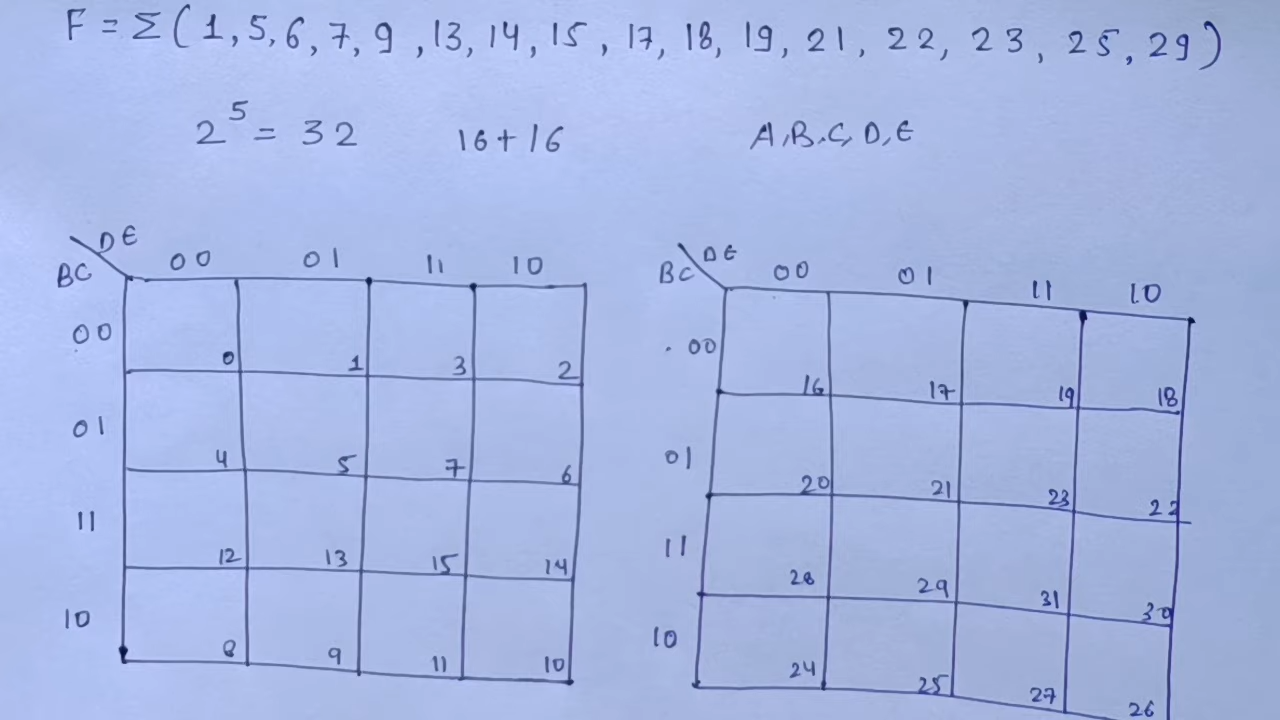 F = Σ ( 1, 5, 6, 7, 9, 13, 14, 15, 17, 18, 19, 21, 22, 23, 25, 29 )
2^5 = 32 16 + 16 A, B, C, D, E
DE
BC 00 01 11 10
00 0 1 3 2
01 4 5 7 6
11 12 13 15 14
10 8 9 11 10
DE
BC 00 01 11 10
00 16 17 19 18
01 20 21 23 22
11 28 29 31 30
10 24 25 27 26